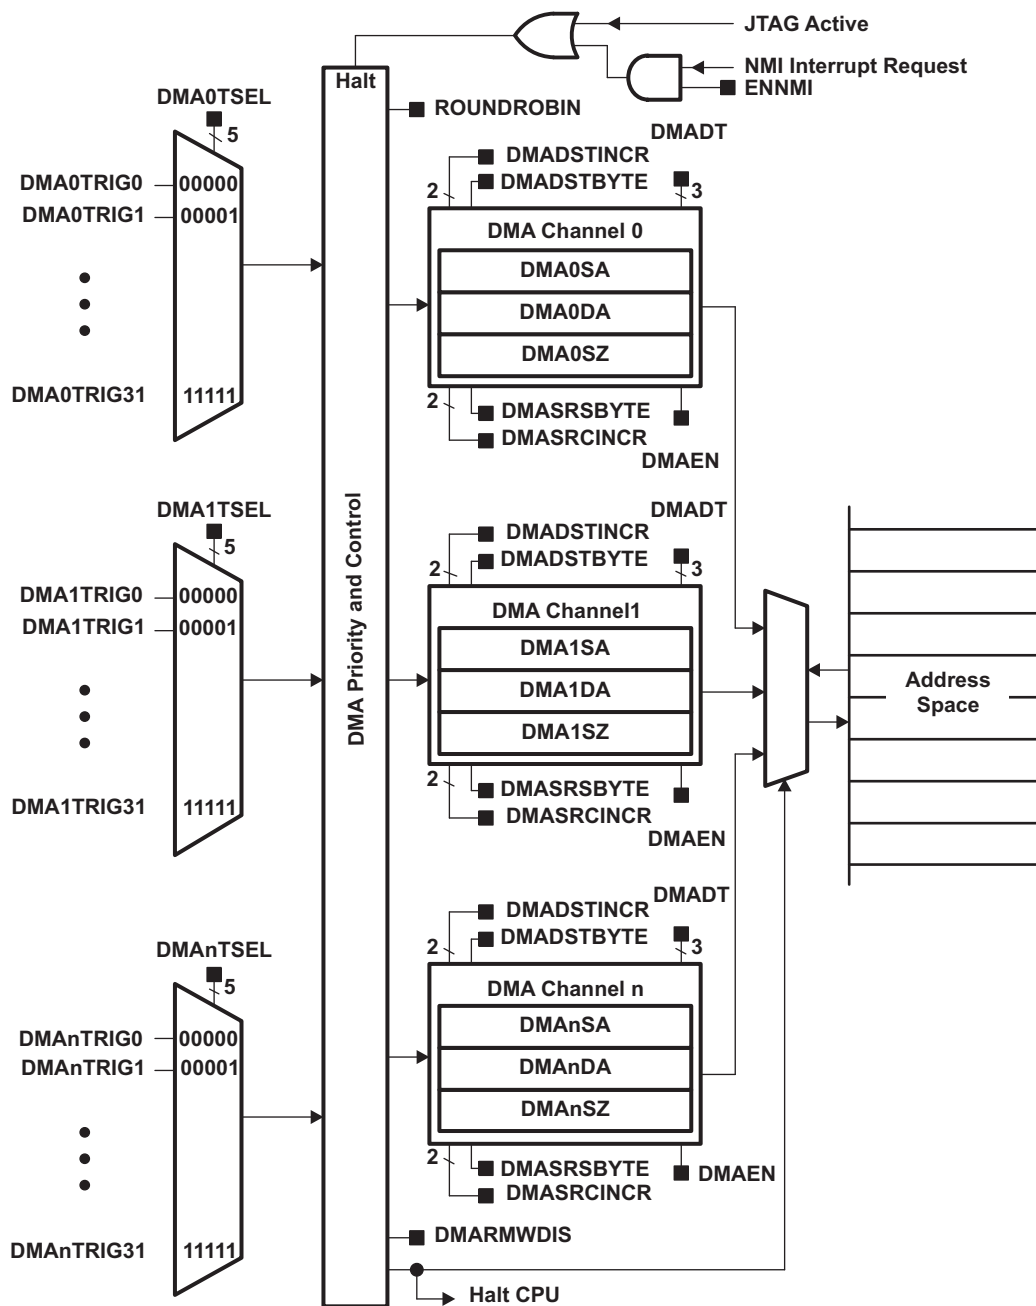 JTAG Active
Halt
NMI Interrupt Request
ENNMI
DMA0TSEL
ROUNDROBIN
5
DMADT
DMADSTINCR
2
DMADSTBYTE
3
DMA0TRIG0
00000
DMA0TRIG1
00001
DMA Channel 0
DMA0SA
DMA0DA
DMA0SZ
DMA0TRIG31
11111
2
DMASRSBYTE
DMASRCINCR
DMAEN
DMA Priority and Control
DMA1TSEL
5
DMADT
DMADSTINCR
2
DMADSTBYTE
3
DMA1TRIG0
00000
DMA1TRIG1
00001
DMA Channel1
DMA1SA
DMA1DA
DMA1SZ
Address
Space
DMA1TRIG31
11111
2
DMASRSBYTE
DMASRCINCR
DMAEN
DMADT
DMADSTINCR
2
DMADSTBYTE
3
DMAnTSEL
5
DMA Channel n
DMAnTRIG0
00000
DMAnTRIG1
00001
DMAnSA
DMAnDA
DMAnSZ
2
DMASRSBYTE
DMAEN
DMASRCINCR
DMARMWDIS
DMAnTRIG31
11111
Halt CPU